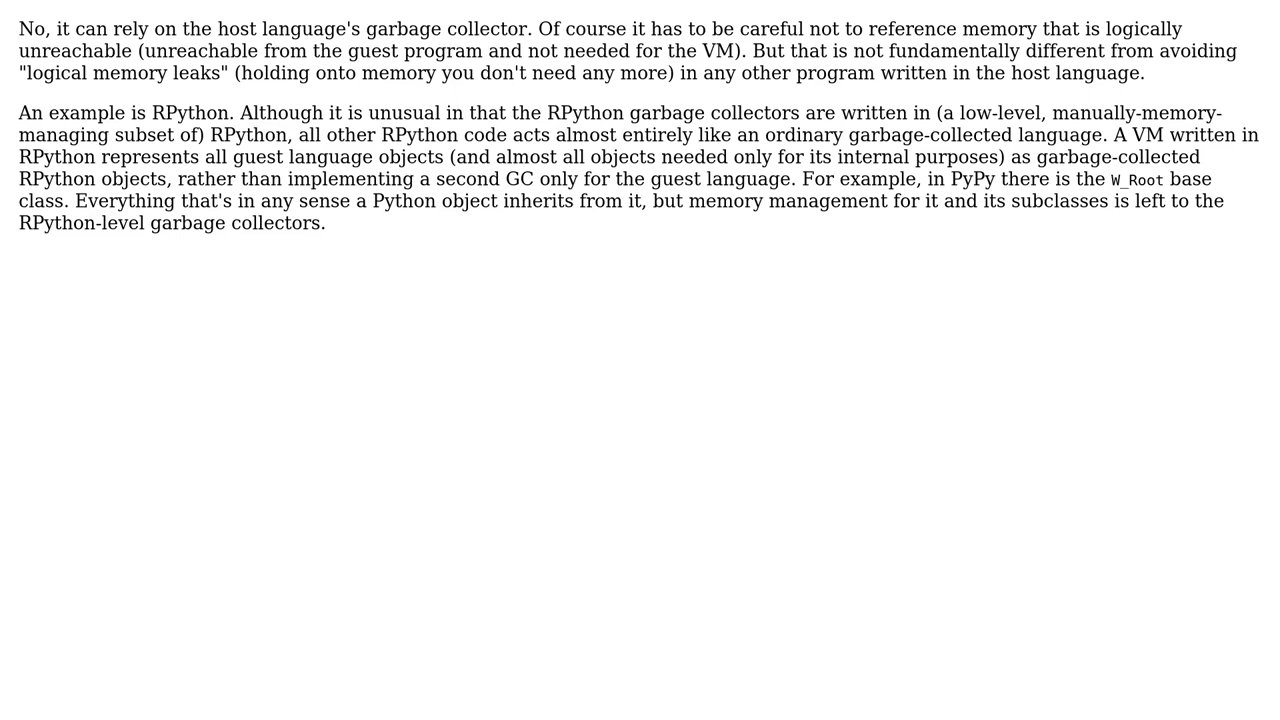 No, it can rely on the host language's garbage collector. Of course it has to be careful not to reference memory that is logically
unreachable (unreachable from the guest program and not needed for the VM). But that is not fundamentally different from avoiding
"logical memory leaks" (holding onto memory you don't need any more) in any other program written in the host language.
An example is RPython. Although it is unusual in that the RPython garbage collectors are written in (a low-level, manually-memory-
managing subset of) RPython, all other RPython code acts almost entirely like an ordinary garbage-collected language. A VM written in
RPython represents all guest language objects (and almost all objects needed only for its internal purposes) as garbage-collected
RPython objects, rather than implementing a second GC only for the guest language. For example, in PyPy there is the W_Root base
class. Everything that's in any sense a Python object inherits from it, but memory management for it and its subclasses is left to the
RPython-level garbage collectors.